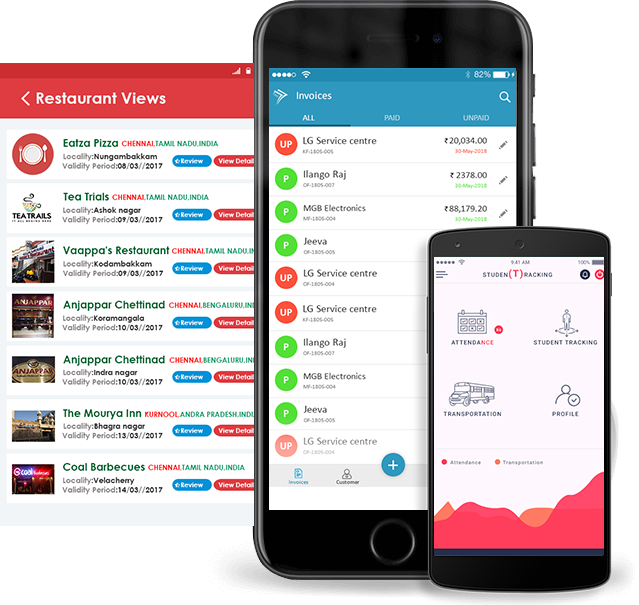 Restaurant Views
Eatza Pizza CHENNAI,TAMIL NADU,INDIA
Locality:Nungambakkam
Validity Period:08/03//2017
Review View Detail
TEA TRAILS
Tea Trials CHENNAI,TAMIL NADU,INDIA
Locality:Ashok nagar
Validity Period:09/03//2017
Review View Detail
Vaappa's Restaurant CHENNAI,TAMIL NADU,IN
Locality:Kodambakkam
Validity Period:09/03//2017
Review View Detail
ANJAPPAR
Anjappar Chettinad CHENNAI,BENGALURU,IN
Locality:Koramangala
Validity Period:10/03//2017
Review View Detail
ANJAPPAR
Anjappar Chettinad CHENNAI,BENGALURU,IN
Locality:Indra nagar
Validity Period:10/03//2017
Review View Detail
The Mourya Inn KURNOOL,ANDRA PRADESH,INDI
Locality:Bhagra nagar
Validity Period:13/03//2017
Review View Detail
Coal Barbecues CHENNAI,TAMIL NADU,INDIA
Locality:Velacherry
Validity Period:14/03//2017
Review View Detail
82%
Invoices
ALL PAID UNPAID
UP LG Service centre ₹20,034.00
KF-1805-005 30-May-2018
P Ilango Raj ₹ 2378.00
OF-1805-007 30-May-2018
P MGB Electronics ₹88,179.20
MF-1805-004 30-May-2018
P Jeeva
OF-1805-003
UP LG Service centre
OF-1805-004
UP LG Service centre
KF-1805-005
P Ilango Raj
OF-1805-007
P MGB Electronics
MF-1805-004
P Jeeva
OF-1805-003
UP LG Service centre
OF-1805-004
Invoices Customer
+
9:41 AM 100%
STUDEN(T)RACKING
ATTENDANCE STUDENT TRACKING
TRANSPORTATION PROFILE
Attendance Transportation